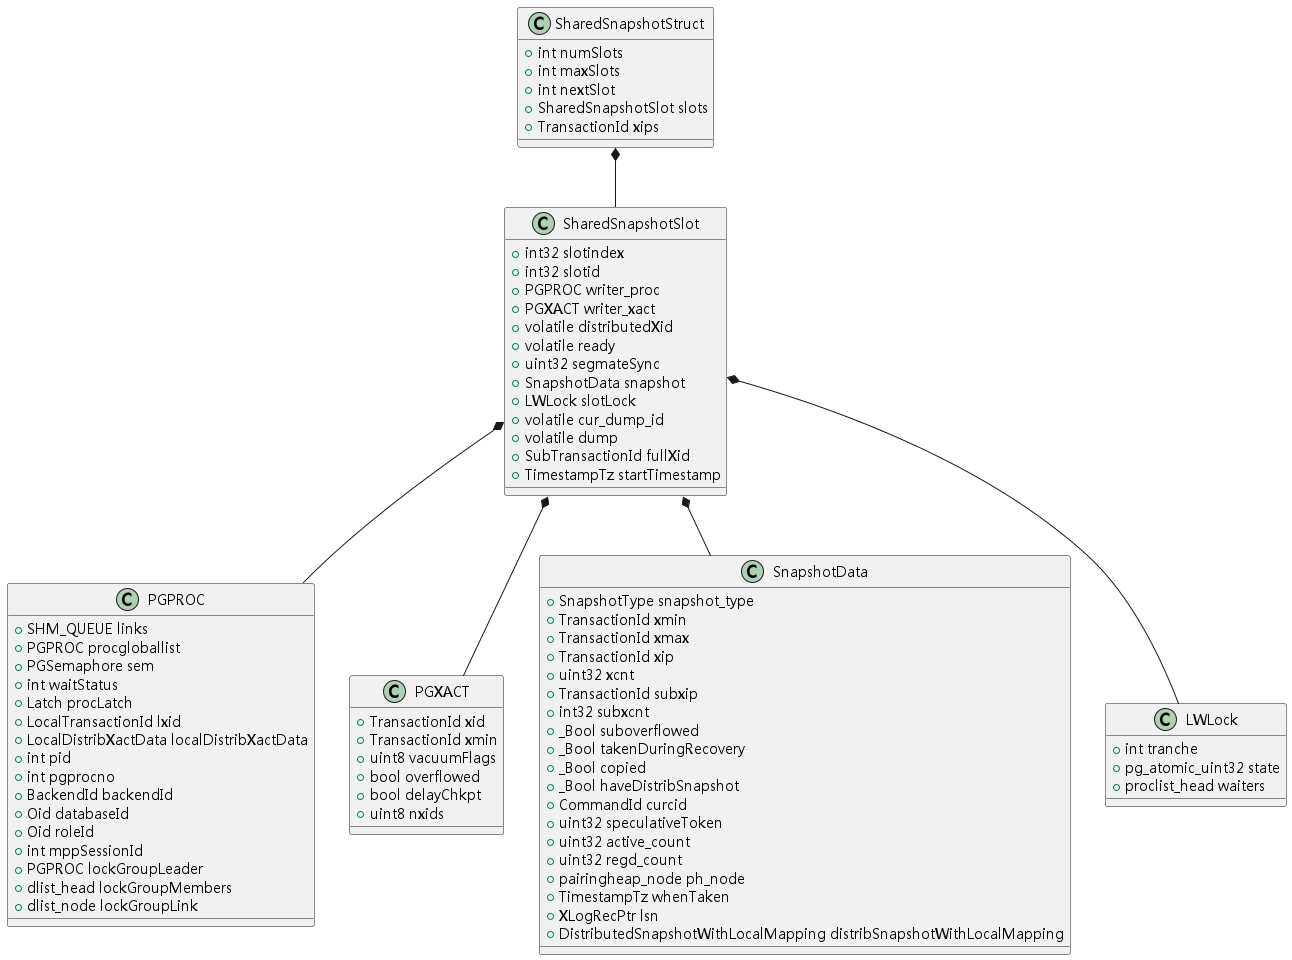 C SharedSnapshotStruct
int numSlots
int maxSlots
int nextSlot
SharedSnapshotSlot slots
TransactionId xips
C SharedSnapshotSlot
int32 slotindex
int32 slotid
PGPROC writer_proc
PGXACT writer_xact
volatile distributedXid
volatile ready
uint32 segmateSync
SnapshotData snapshot
LWLock slotLock
volatile cur_dump_id
volatile dump
SubTransactionId fullXid
TimestampTz startTimestamp
C PGPROC
SHM_QUEUE links
PGPROC procgloballist
PGSemaphore sem
int waitStatus
Latch procLatch
LocalTransactionId lxid
LocalDistribXactData localDistribXactData
int pid
int pgprocno
BackendId backendId
Oid databaseId
Oid roleId
int mppSessionId
PGPROC lockGroupLeader
dlist_head lockGroupMembers
dlist_node lockGroupLink
C PGXACT
TransactionId xid
TransactionId xmin
uint8 vacuumFlags
bool overflowed
bool delayChkpt
uint8 nxids
C SnapshotData
SnapshotType snapshot_type
TransactionId xmin
TransactionId xmax
TransactionId xip
uint32 xcnt
TransactionId subxip
int32 subxcnt
_Bool suboverflowed
_Bool takenDuringRecovery
_Bool copied
_Bool haveDistribSnapshot
CommandId curcid
uint32 speculativeToken
uint32 active_count
uint32 regd_count
pairingheap_node ph_node
TimestampTz whenTaken
XLogRecPtr lsn
DistributedSnapshotWithLocalMapping distribSnapshotWithLocalMapping
C LWLock
int tranche
pg_atomic_uint32 state
proclist_head waiters